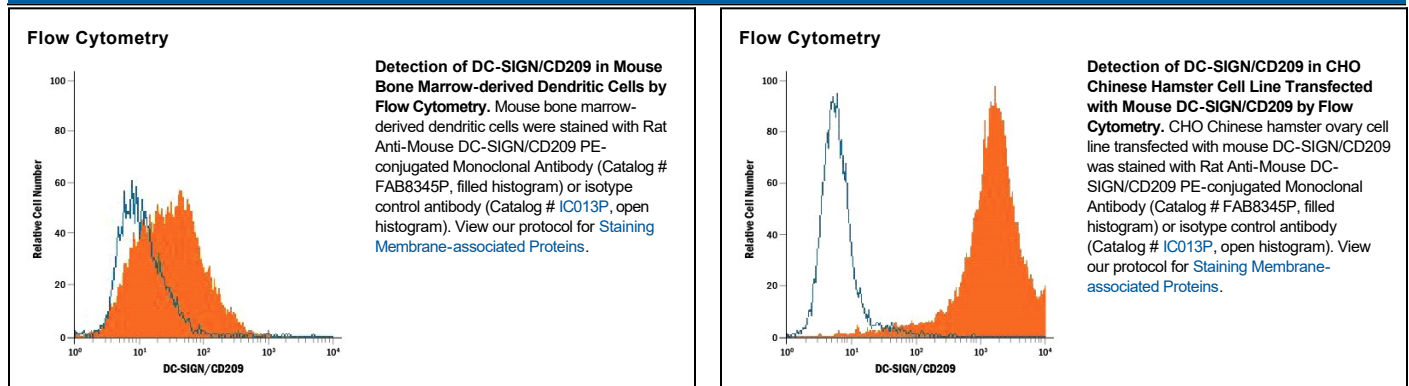 Flow Cytometry
100
80
60
40
20
0
Relative Cell Number
10⁰
10¹
10²
10³
10⁴
DC-SIGN/CD209
Detection of DC-SIGN/CD209 in Mouse
Bone Marrow-derived Dendritic Cells by
Flow Cytometry. Mouse bone marrow-
derived dendritic cells were stained with Rat
Anti-Mouse DC-SIGN/CD209 PE-
conjugated Monoclonal Antibody (Catalog #
FAB8345P, filled histogram) or isotype
control antibody (Catalog # IC013P, open
histogram). View our protocol for Staining
Membrane-associated Proteins.
Flow Cytometry
100
80
60
40
20
0
Relative Cell Number
10⁰
10¹
10²
10³
10⁴
DC-SIGN/CD209
Detection of DC-SIGN/CD209 in CHO
Chinese Hamster Cell Line Transfected
with Mouse DC-SIGN/CD209 by Flow
Cytometry. CHO Chinese hamster ovary cell
line transfected with mouse DC-SIGN/CD209
was stained with Rat Anti-Mouse DC-
SIGN/CD209 PE-conjugated Monoclonal
Antibody (Catalog # FAB8345P, filled
histogram) or isotype control antibody
(Catalog # IC013P, open histogram). View
our protocol for Staining Membrane-
associated Proteins.